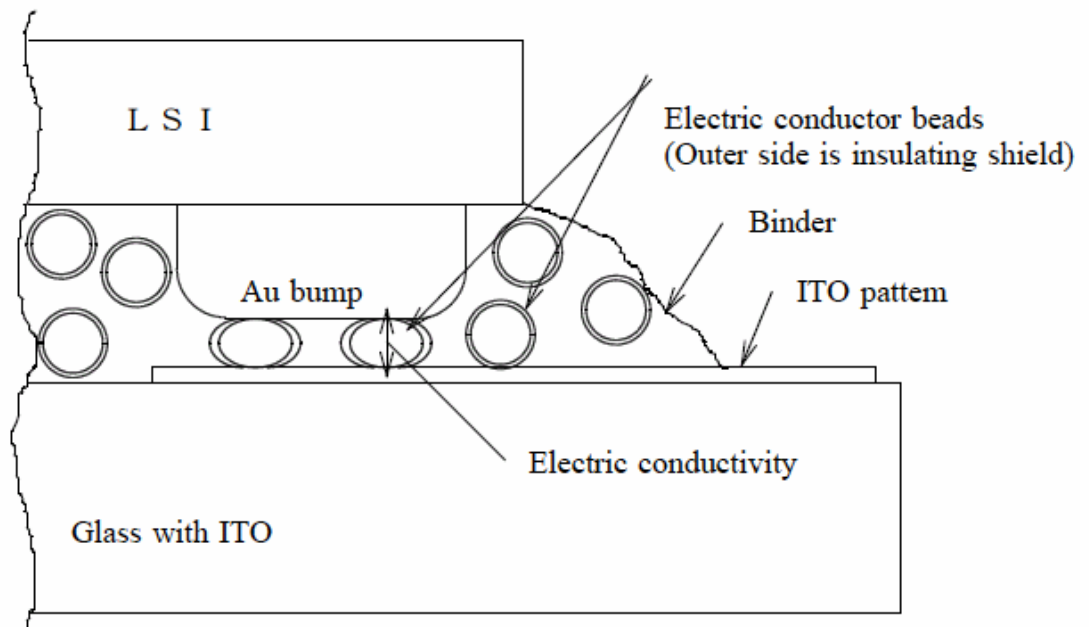 L S I
Electric conductor beads
(Outer side is insulating shield)
Binder
Au bump
ITO pattem
Electric conductivity
Glass with ITO